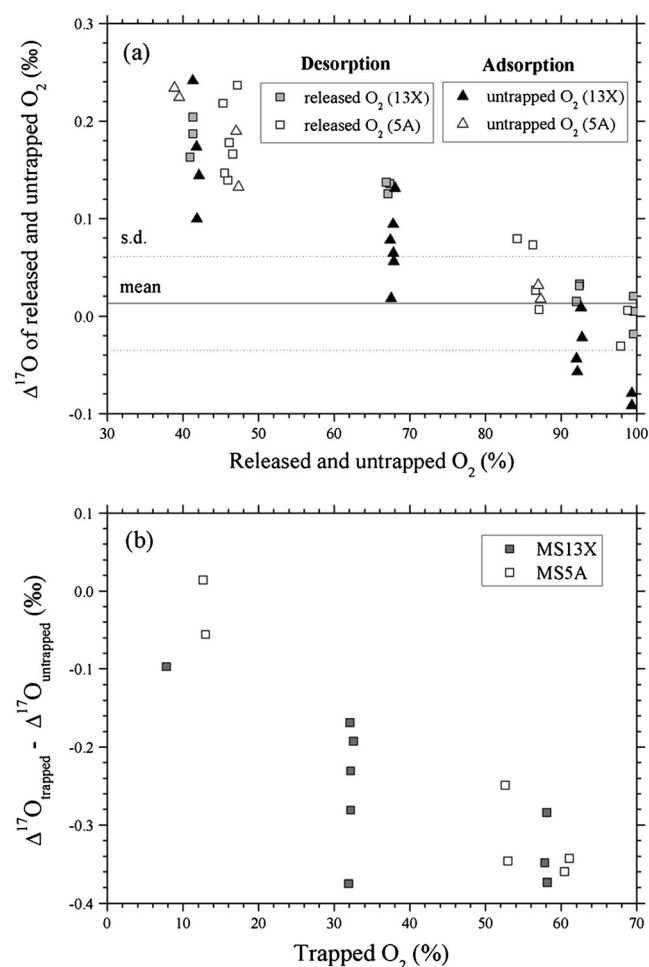 (a)
Desorption
Adsorption
released O₂ (13X)
released O₂ (5A)
untrapped O₂ (13X)
untrapped O₂ (5A)
s.d.
mean
Δ¹⁷O of released and untrapped O₂ (‰)
0.3
0.2
0.1
0.0
-0.1
30 40 50 60 70 80 90 100
Released and untrapped O₂ (%)
(b)
MS13X
MS5A
Δ¹⁷O_trapped - Δ¹⁷O_untrapped (‰)
0.1
0.0
-0.1
-0.2
-0.3
-0.4
0 10 20 30 40 50 60 70
Trapped O₂ (%)